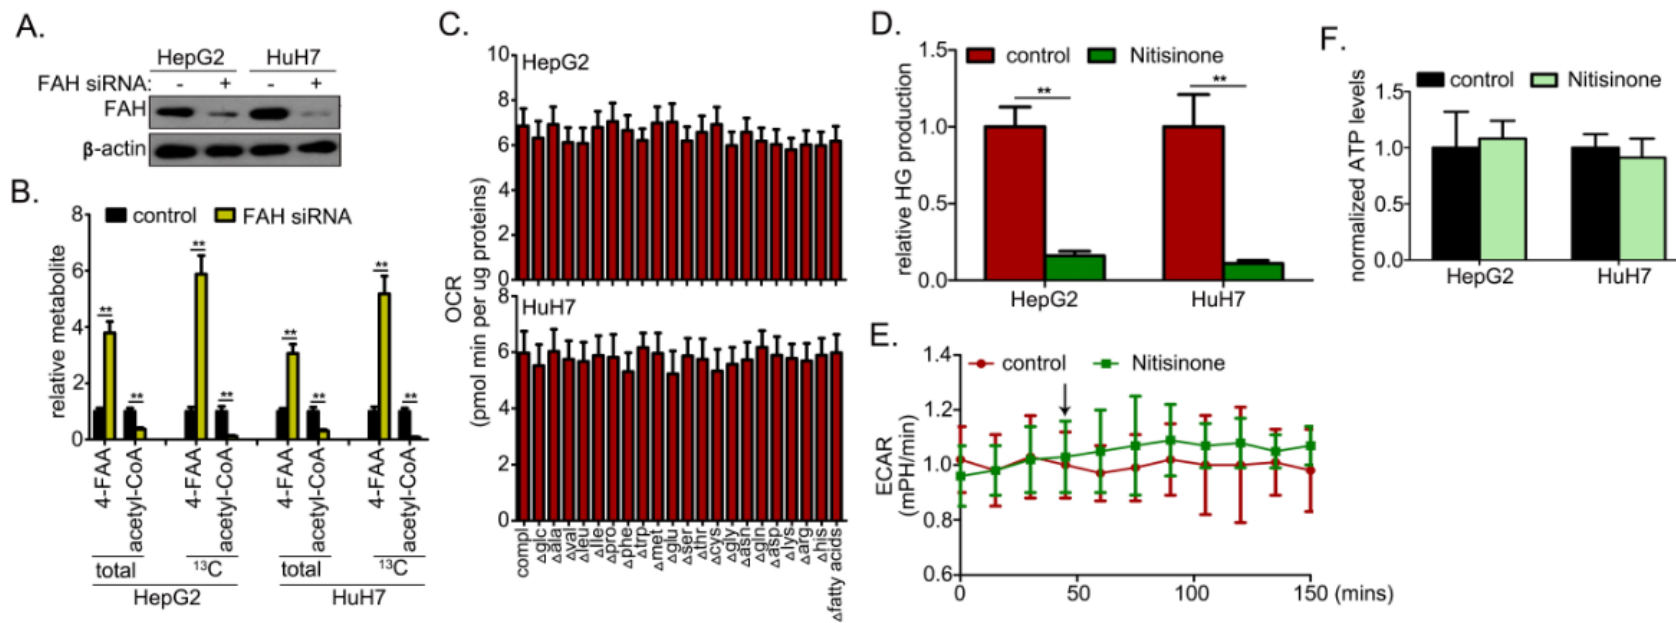 A.
HepG2 HuH7
FAH siRNA: - + - +
FAH
β-actin
B.
control FAH siRNA
relative metabolite
8
6
4
2
0
** ** ** ** ** ** ** **
4-FAA acetyl-CoA 4-FAA acetyl-CoA 4-FAA acetyl-CoA 4-FAA acetyl-CoA
total ¹³C total ¹³C
HepG2 HuH7
C.
HepG2
10
8
6
4
2
0
OCR
(pmol min per ug proteins)
HuH7
8
6
4
2
0
compl Δglc Δala Δval Δleu ΔIle Δpro Δphe Δtrp Δmet Δglu Δser Δthr Δcys Δgly Δasn Δgln Δasp Δlys Δarg Δhis Δfatty acids
D.
control Nitisinone
relative HG production
1.5
1.0
0.5
0.0
** **
HepG2 HuH7
E.
control Nitisinone
ECAR
(mPH/min)
1.4
1.2
1.0
0.8
0.6
0 50 100 150 (mins)
F.
control Nitisinone
normalized ATP levels
1.5
1.0
0.5
0.0
HepG2 HuH7